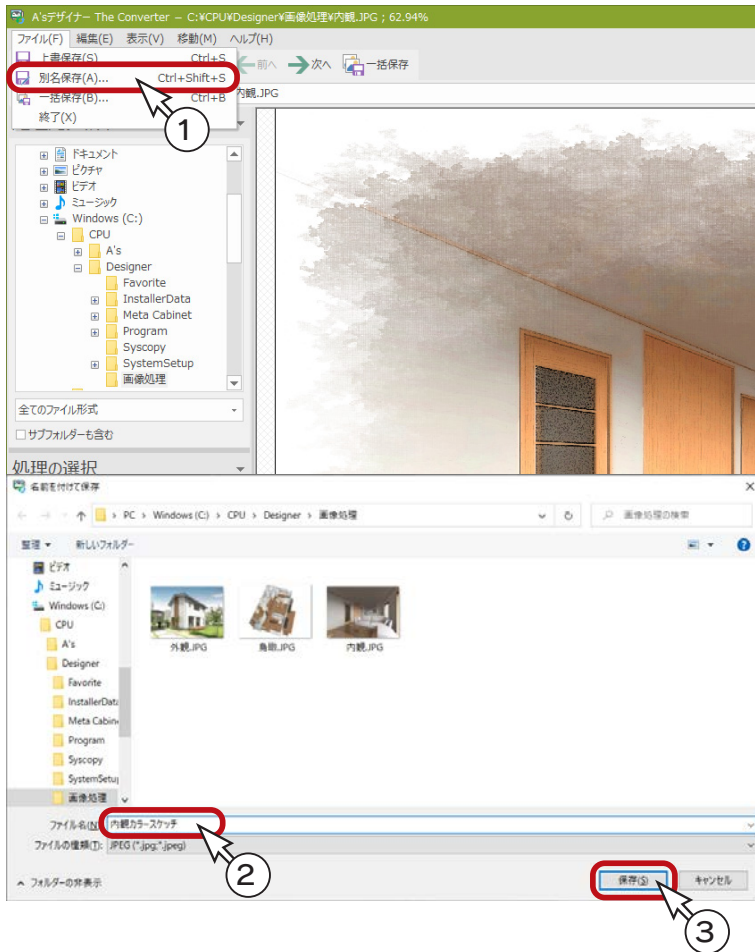 A'sデザイナー The Converter – C:¥CPU¥Designer¥画像処理¥内観.JPG ; 62.94%
ファイル(F) 編集(E) 表示(V) 移動(M) ヘルプ(H)
上書保存(S) Ctrl+S
前へ 次へ 一括保存
別名保存(A)... Ctrl+Shift+S
一括保存(B)... Ctrl+B
内観.JPG
終了(X)
1
ドキュメント
ピクチャ
ビデオ
ミュージック
Windows (C:)
CPU
A's
Designer
Favorite
InstallerData
Meta Cabinet
Program
Syscopy
SystemSetup
画像処理
全てのファイル形式
サブフォルダーも含む
処理の選択
名前を付けて保存
PC › Windows (C:) › CPU › Designer › 画像処理
画像処理の検索
整理 新しいフォルダー
ビデオ
ミュージック
Windows (C:)
CPU
A's
Designer
Favorite
InstallerData
Meta Cabin
Program
Syscopy
SystemSetu
画像処理
外観.JPG 鳥瞰.JPG 内観.JPG
ファイル名(N): 内観カラースケッチ
ファイルの種類(T): JPEG (*.jpg;*.jpeg)
2
フォルダーの非表示
保存(S) キャンセル
3